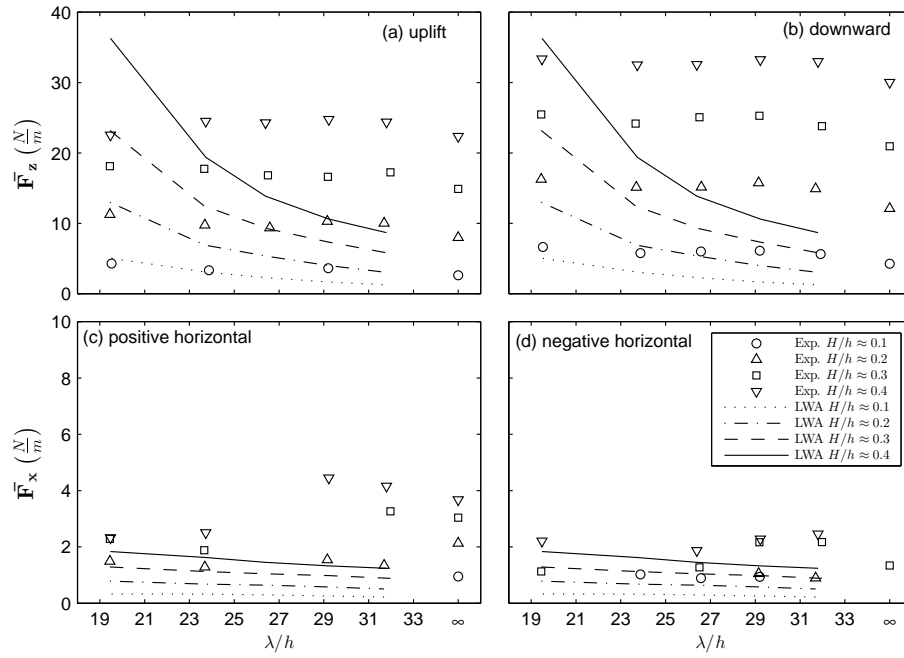 40
30
20
10
0
F̄z (N/m)
(a) uplift
(b) downward
10
8
6
4
2
0
F̄x (N/m)
(c) positive horizontal
(d) negative horizontal
Exp. H/h ≈ 0.1
Exp. H/h ≈ 0.2
Exp. H/h ≈ 0.3
Exp. H/h ≈ 0.4
LWA H/h ≈ 0.1
LWA H/h ≈ 0.2
LWA H/h ≈ 0.3
LWA H/h ≈ 0.4
19 21 23 25 27 29 31 33 ∞
19 21 23 25 27 29 31 33 ∞
λ/h
λ/h